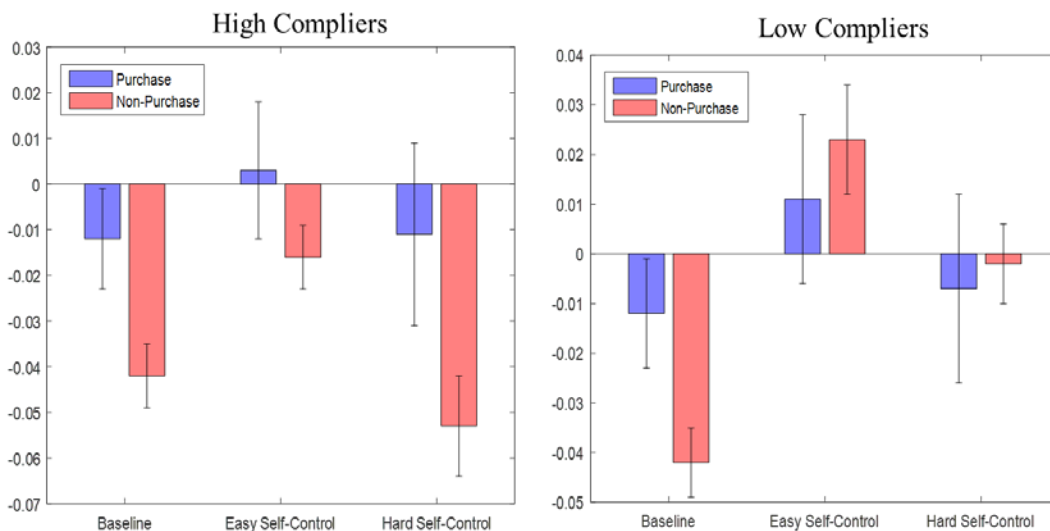 High Compliers
0.03
0.02
0.01
0
-0.01
-0.02
-0.03
-0.04
-0.05
-0.06
-0.07
Purchase
Non-Purchase
Baseline
Easy Self-Control
Hard Self-Control
Low Compliers
0.04
0.03
0.02
0.01
0
-0.01
-0.02
-0.03
-0.04
-0.05
Purchase
Non-Purchase
Baseline
Easy Self-Control
Hard Self-Control